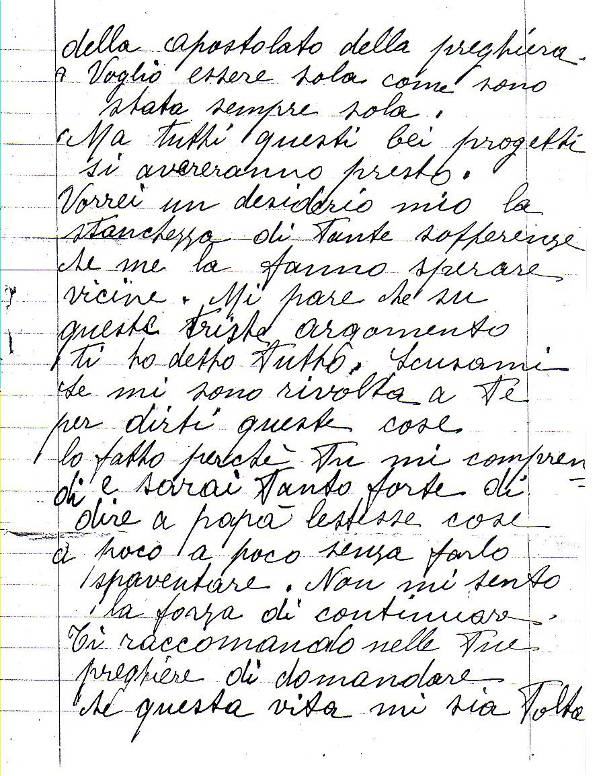 della apostolato della preghiera.
Voglio essere sola come sono
stata sempre sola.
Ma tutti questi bei progetti
si avereranno presto.
Vorrei un desiderio mio la
stanchezza di tante sofferenze
che me la fanno sperare
vicine. Mi pare che su
queste triste argomento
ti ho detto tutto. Scusami
se mi sono rivolta a Te
per dirti queste cose
lo fatto perchè Tu mi compren=
di e sarai tanto forte di
dire a papà lestesse cose
a poco a poco senza farlo
spaventare. Non mi sento
la forza di continuare.
Ti raccomando nelle tue
preghiere di domandare
che questa vita mi sia tolta